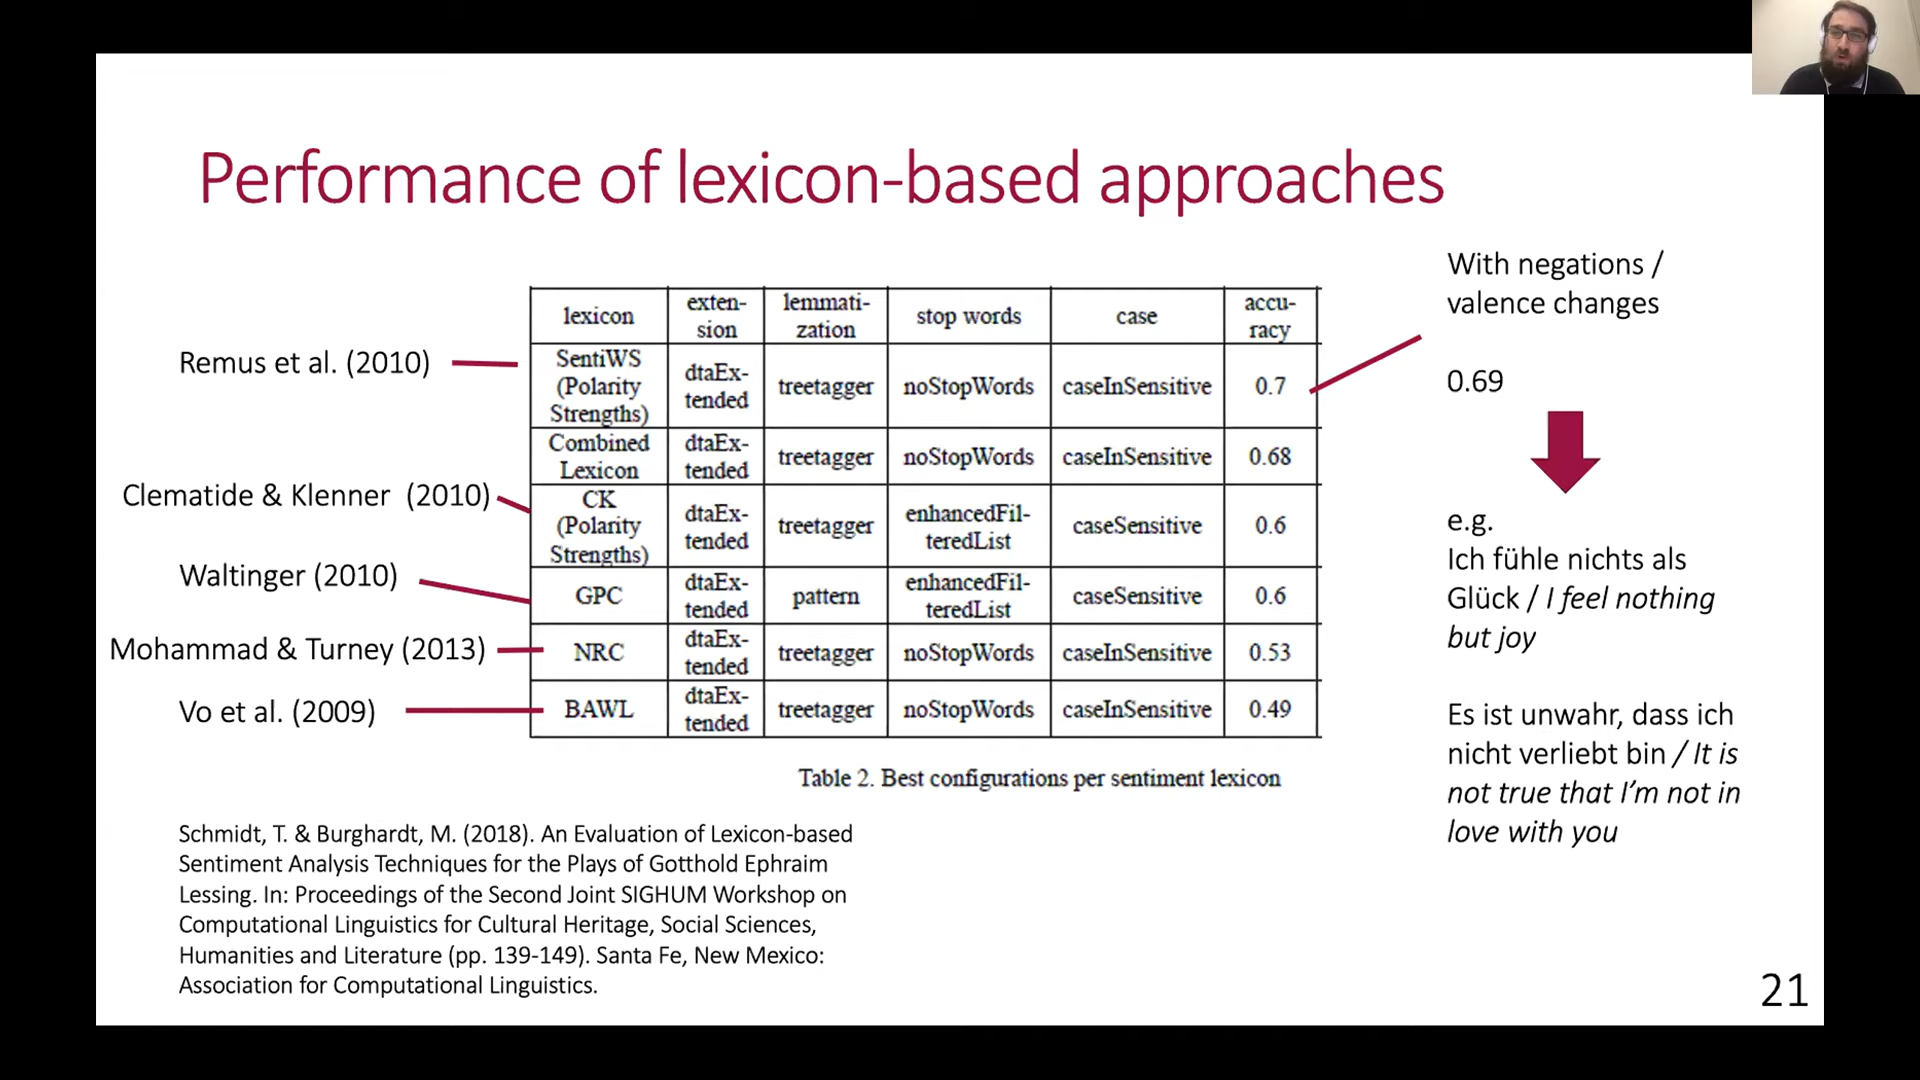 Performance of lexicon-based approaches
Remus et al. (2010)
Clematide & Klenner (2010)
Waltinger (2010)
Mohammad & Turney (2013)
Vo et al. (2009)
lexicon exten- lemmati- stop words case accu-
sion zation racy
SentiWS
(Polarity dtaEx- treetagger noStopWords caseInSensitive 0.7
Strengths) tended
Combined dtaEx- treetagger noStopWords caseInSensitive 0.68
Lexicon tended
CK
(Polarity dtaEx- treetagger enhancedFil- caseSensitive 0.6
Strengths) tended teredList
GPC dtaEx- pattern enhancedFil- caseSensitive 0.6
tended teredList
NRC dtaEx- treetagger noStopWords caseInSensitive 0.53
tended
BAWL dtaEx- treetagger noStopWords caseInSensitive 0.49
tended
Table 2. Best configurations per sentiment lexicon
With negations /
valence changes
0.69
e.g.
Ich fühle nichts als
Glück / I feel nothing
but joy
Es ist unwahr, dass ich
nicht verliebt bin / It is
not true that I'm not in
love with you
Schmidt, T. & Burghardt, M. (2018). An Evaluation of Lexicon-based
Sentiment Analysis Techniques for the Plays of Gotthold Ephraim
Lessing. In: Proceedings of the Second Joint SIGHUM Workshop on
Computational Linguistics for Cultural Heritage, Social Sciences,
Humanities and Literature (pp. 139-149). Santa Fe, New Mexico:
Association for Computational Linguistics.
21